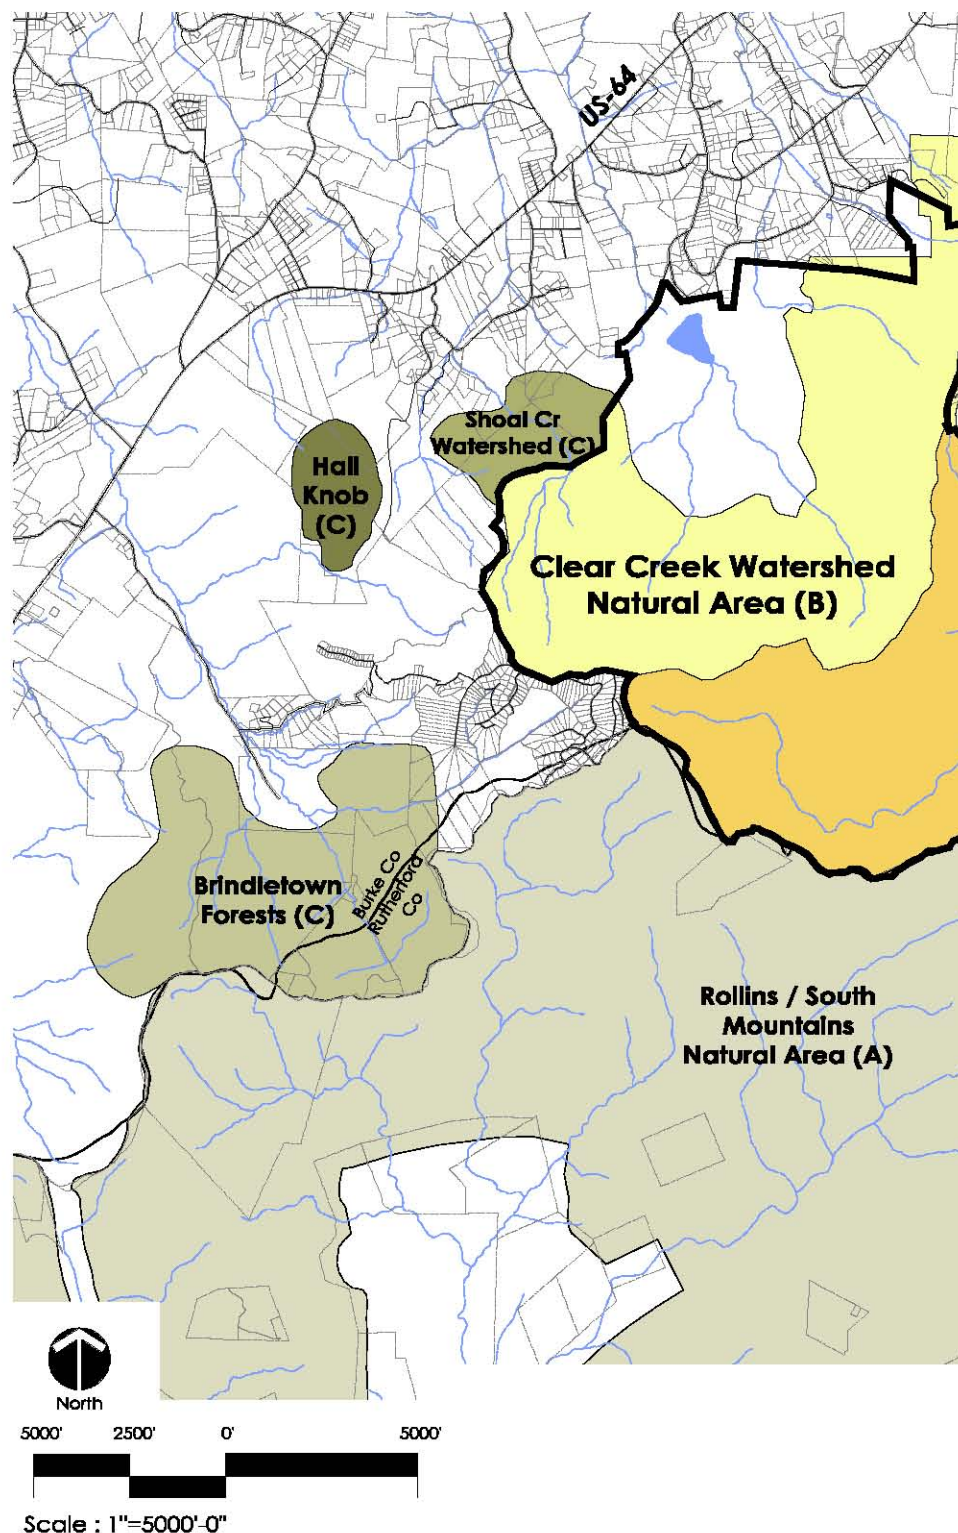 US-64
Shoal Cr
Watershed (C)
Hall
Knob
(C)
Clear Creek Watershed
Natural Area (B)
Brindletown
Forests (C)
Burke Co
Rutherford
Co
Rollins / South
Mountains
Natural Area (A)
North
5000' 2500' 0' 5000'
Scale : 1"=5000'-0"